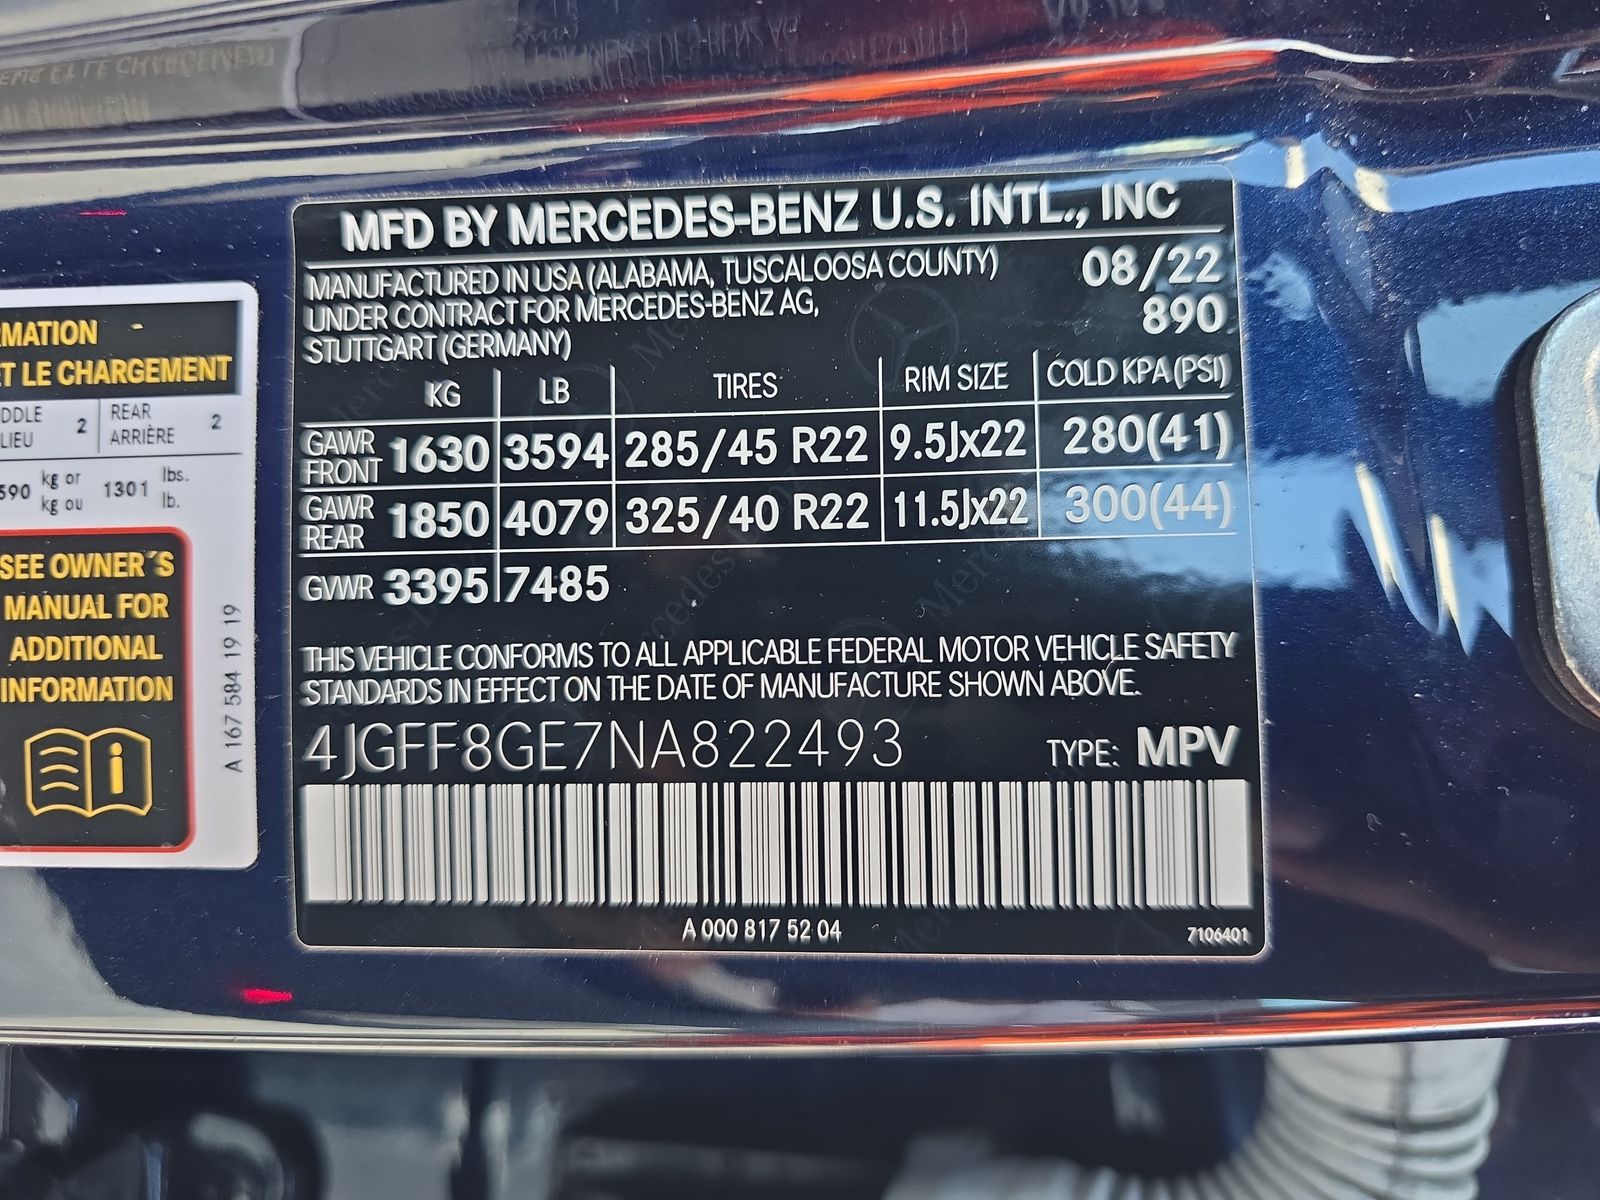 RMATION
ET LE CHARGEMENT
DDLE 2 REAR 2
LIEU ARRIÈRE
590 kg or 1301 lbs.
kg ou lb.
SEE OWNER´S
MANUAL FOR
ADDITIONAL
INFORMATION
A 167 584 19 19
MFD BY MERCEDES-BENZ U.S. INTL., INC
MANUFACTURED IN USA (ALABAMA, TUSCALOOSA COUNTY) 08/22
UNDER CONTRACT FOR MERCEDES-BENZ AG, 890
STUTTGART (GERMANY)
KG LB TIRES RIM SIZE COLD KPA (PSI)
GAWR FRONT 1630 3594 285/45 R22 9.5Jx22 280(41)
GAWR REAR 1850 4079 325/40 R22 11.5Jx22 300(44)
GVWR 3395 7485
THIS VEHICLE CONFORMS TO ALL APPLICABLE FEDERAL MOTOR VEHICLE SAFETY
STANDARDS IN EFFECT ON THE DATE OF MANUFACTURE SHOWN ABOVE.
4JGFF8GE7NA822493 TYPE: MPV
A 000 817 52 04
7106401